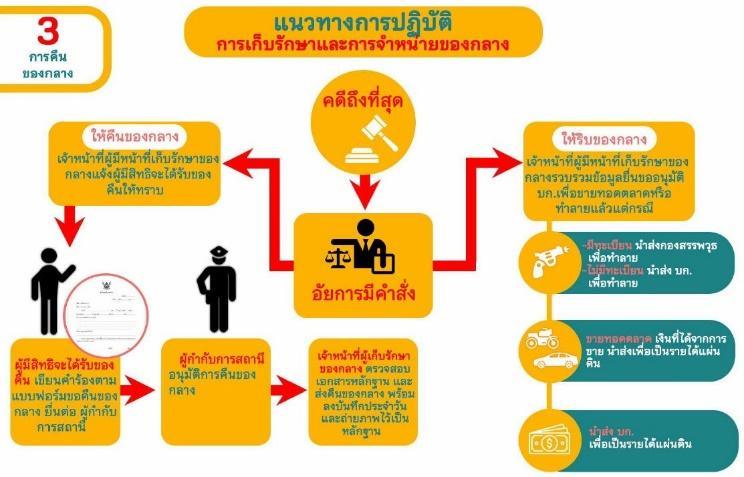 3
การคืน
ของกลาง
แนวทางการปฏิบัติ
การเก็บรักษาและการจำหน่ายของกลาง
คดีถึงที่สุด
อัยการมีคำสั่ง
ให้คืนของกลาง
เจ้าหน้าที่ผู้มีหน้าที่เก็บรักษาของ
กลางแจ้งผู้มีสิทธิจะได้รับของ
คืนให้ทราบ
ผู้มีสิทธิจะได้รับของ
คืน เขียนคำร้องตาม
แบบฟอร์มขอคืนของ
กลาง ยื่นต่อ ผู้กำกับ
การสถานี
ผู้กำกับการสถานี
อนุมัติการคืนของ
กลาง
เจ้าหน้าที่ผู้เก็บรักษา
ของกลาง ตรวจสอบ
เอกสารหลักฐาน และ
ส่งคืนของกลาง พร้อม
ลงบันทึกประจำวัน
และถ่ายภาพไว้เป็น
หลักฐาน
ให้ริบของกลาง
เจ้าหน้าที่ผู้มีหน้าที่เก็บรักษาของ
กลางรวบรวมข้อมูลยื่นขออนุมัติ
บก.เพื่อขายทอดตลาดหรือ
ทำลายแล้วแต่กรณี
-มีทะเบียน นำส่งกองสรรพวุธ
เพื่อทำลาย
-ไม่มีทะเบียน นำส่ง บก.
เพื่อทำลาย
ขายทอดตลาด เงินที่ได้จากการ
ขาย นำส่งเพื่อเป็นรายได้แผ่น
ดิน
นำส่ง บก.
เพื่อเป็นรายได้แผ่นดิน